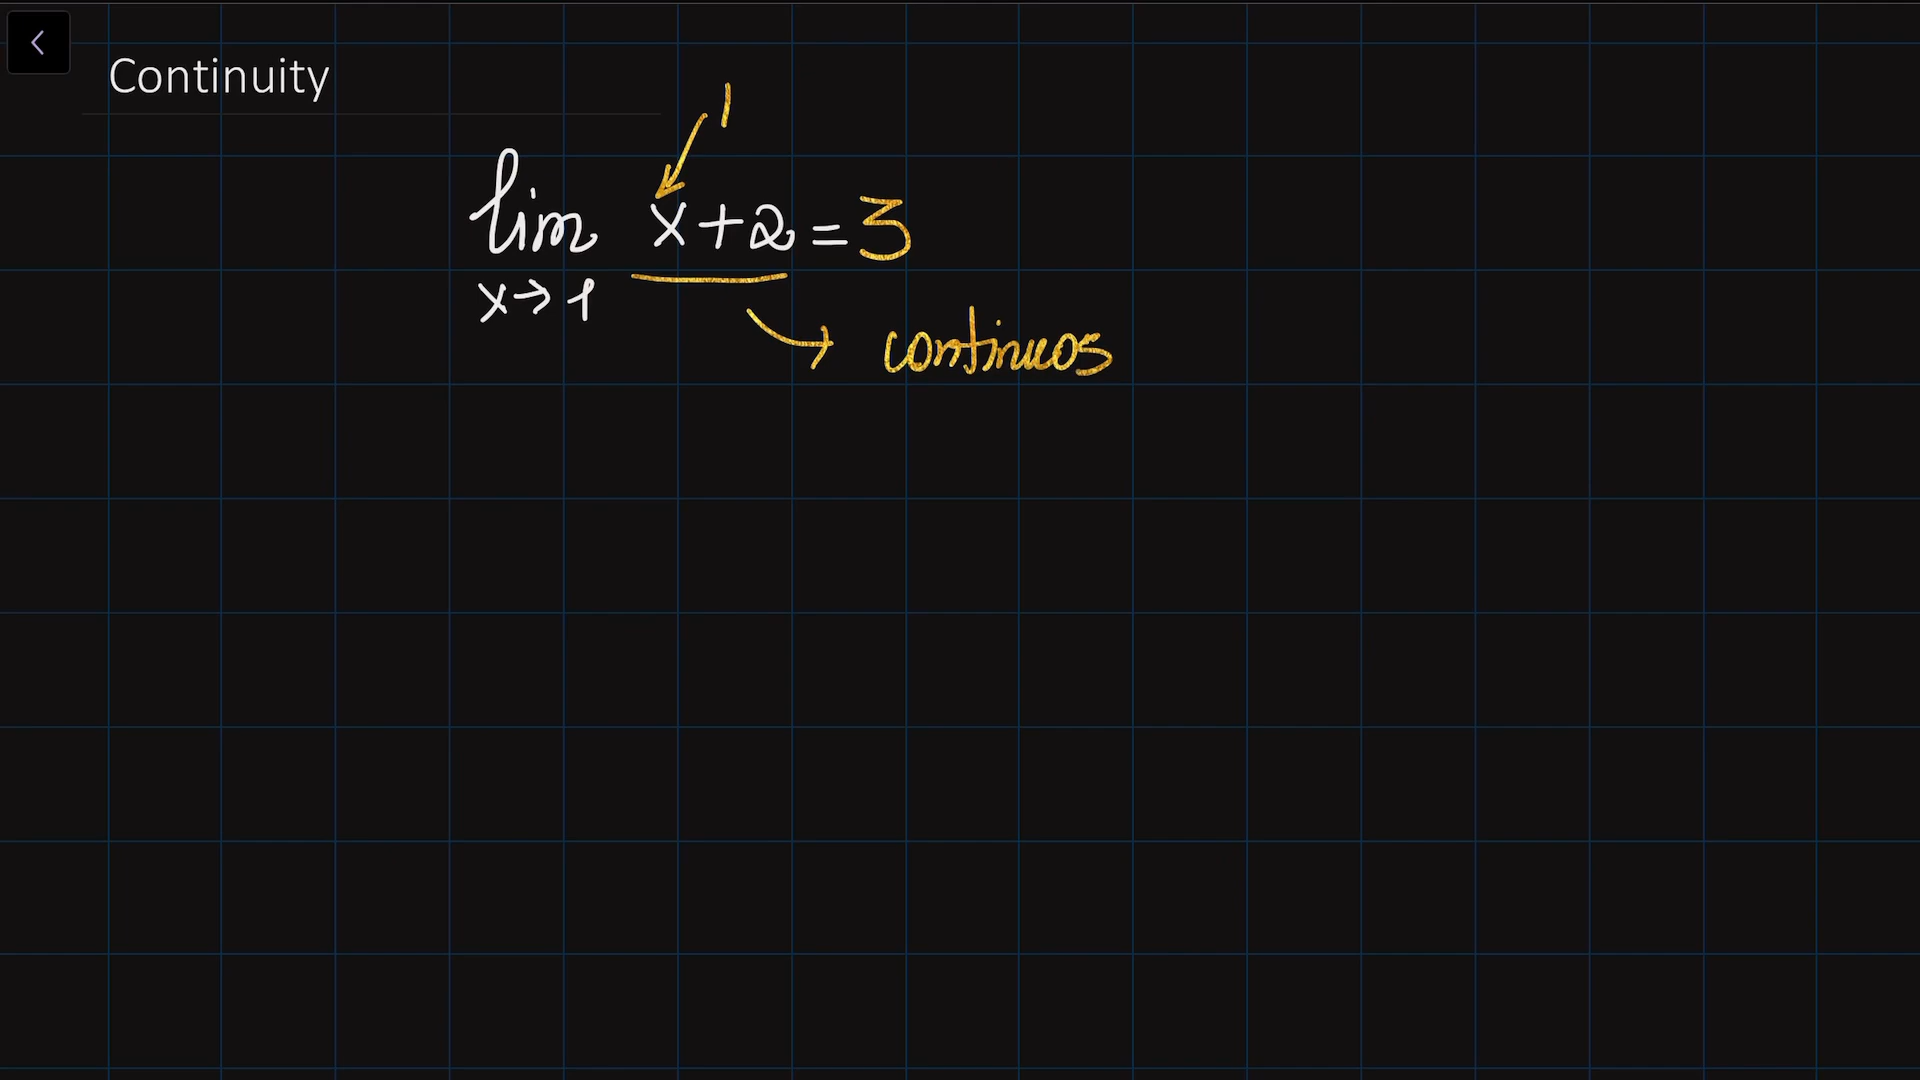 Continuity
1
lim x+2 = 3
x→1
continuos